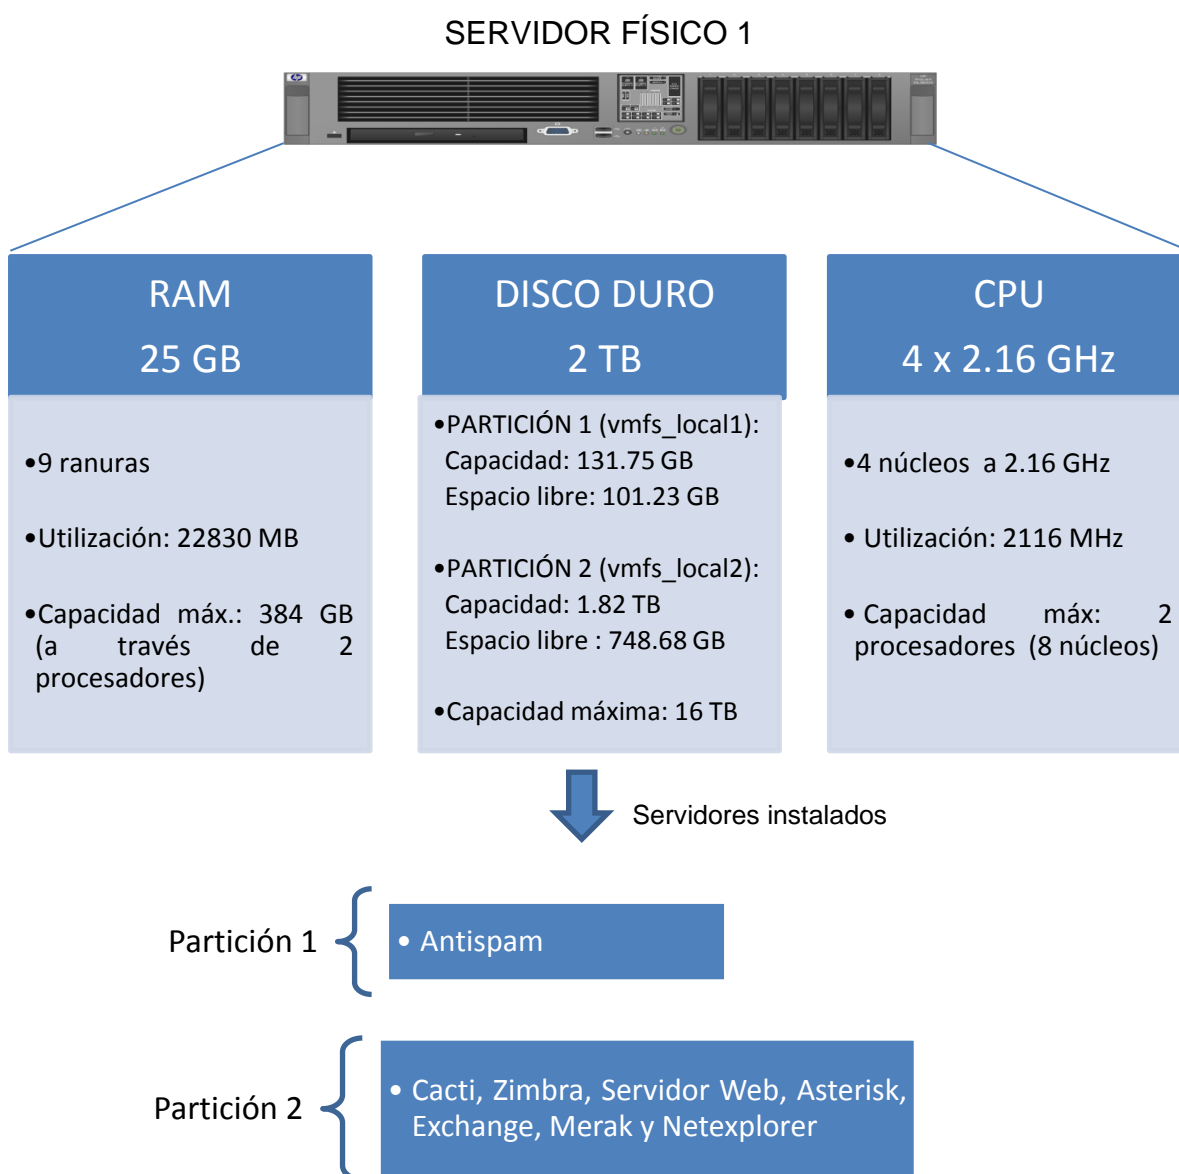 SERVIDOR FÍSICO 1
hp
RAM
25 GB
•9 ranuras
•Utilización: 22830 MB
•Capacidad máx.: 384 GB
(a través de 2
procesadores)
DISCO DURO
2 TB
•PARTICIÓN 1 (vmfs_local1):
Capacidad: 131.75 GB
Espacio libre: 101.23 GB
•PARTICIÓN 2 (vmfs_local2):
Capacidad: 1.82 TB
Espacio libre : 748.68 GB
•Capacidad máxima: 16 TB
CPU
4 x 2.16 GHz
•4 núcleos a 2.16 GHz
• Utilización: 2116 MHz
• Capacidad máx: 2
procesadores (8 núcleos)
Servidores instalados
Partición 1
• Antispam
Partición 2
• Cacti, Zimbra, Servidor Web, Asterisk,
Exchange, Merak y Netexplorer